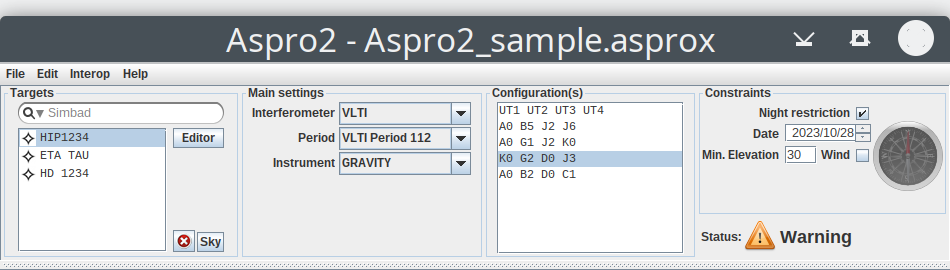 Aspro2 - Aspro2_sample.asprox
File Edit Interop Help
Targets
Simbad
HIP1234
ETA TAU
HD 1234
Editor
Sky
Main settings
Interferometer VLTI
Period VLTI Period 112
Instrument GRAVITY
Configuration(s)
UT1 UT2 UT3 UT4
A0 B5 J2 J6
A0 G1 J2 K0
K0 G2 D0 J3
A0 B2 D0 C1
Constraints
Night restriction
Date 2023/10/28
Min. Elevation 30 Wind
Status: Warning